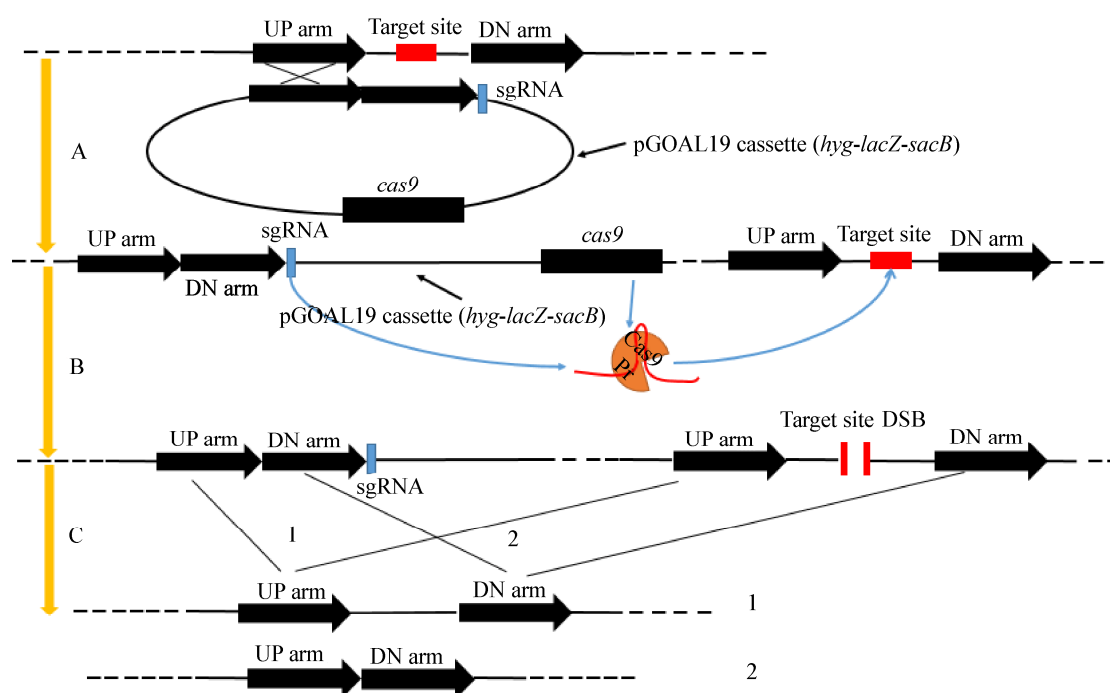 UP arm Target site DN arm
sgRNA
A
pGOAL19 cassette (hyg-lacZ-sacB)
cas9
UP arm sgRNA cas9 UP arm Target site DN arm
DN arm
pGOAL19 cassette (hyg-lacZ-sacB)
Cas9
Pr
B
UP arm DN arm UP arm Target site DSB DN arm
sgRNA
C 1 2
UP arm DN arm
1
UP arm DN arm
2